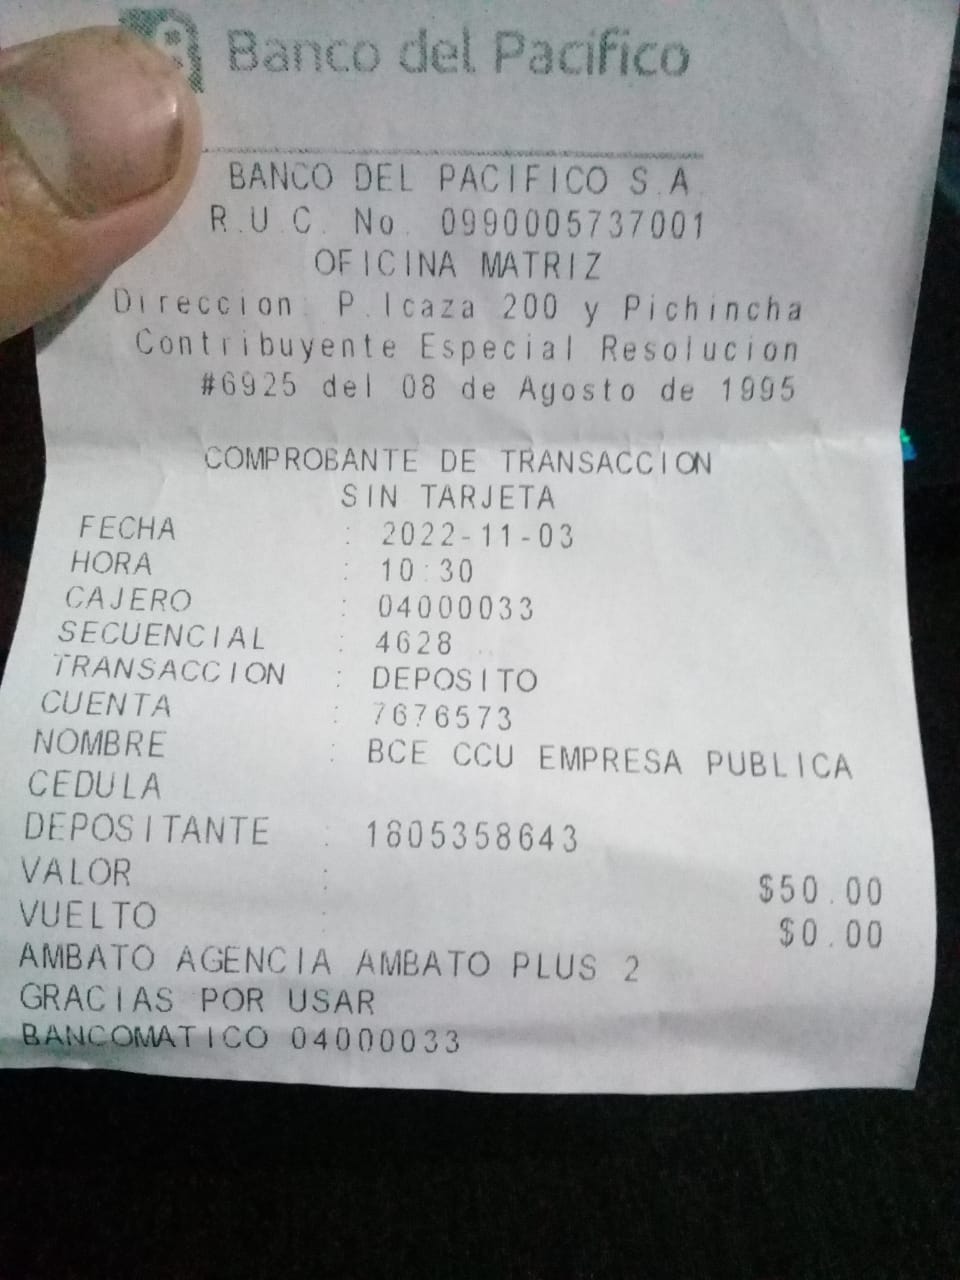 Banco del Pacifico
BANCO DEL PACIFICO S.A.
R.U.C. No. 0990005737001
OFICINA MATRIZ
Direccion: P.Icaza 200 y Pichincha
Contribuyente Especial Resolucion
#6925 del 08 de Agosto de 1995
COMPROBANTE DE TRANSACCION
SIN TARJETA
FECHA : 2022-11-03
HORA : 10:30
CAJERO : 04000033
SECUENCIAL : 4628
TRANSACCION : DEPOSITO
CUENTA : 7676573
NOMBRE : BCE CCU EMPRESA PUBLICA
CEDULA
DEPOSITANTE : 1805358643
VALOR : $50.00
VUELTO : $0.00
AMBATO AGENCIA AMBATO PLUS 2
GRACIAS POR USAR
BANCOMATICO 04000033